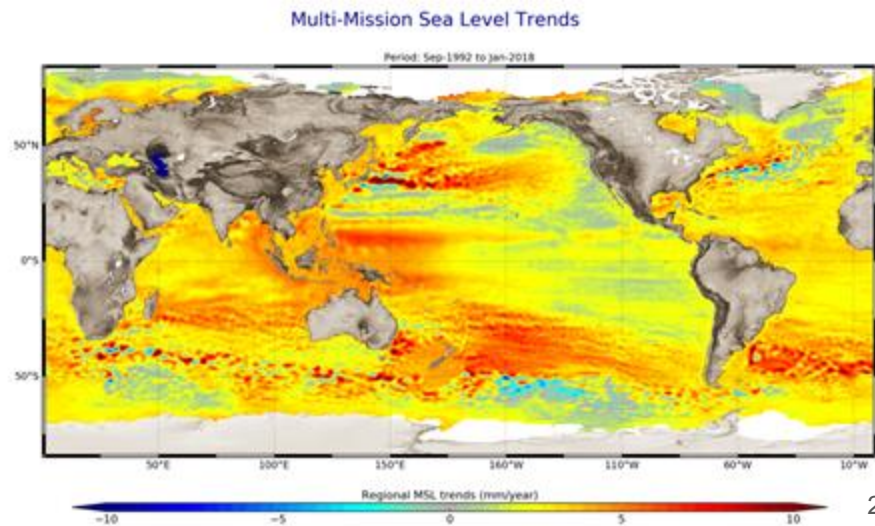 Multi-Mission Sea Level Trends
Period: Sep-1992 to Jan-2018
50°N
0°S
50°S
50°E 100°E 150°E 160°W 110°W 60°W 10°W
Regional MSL trends (mm/year)
−10 −5 0 5 10
2